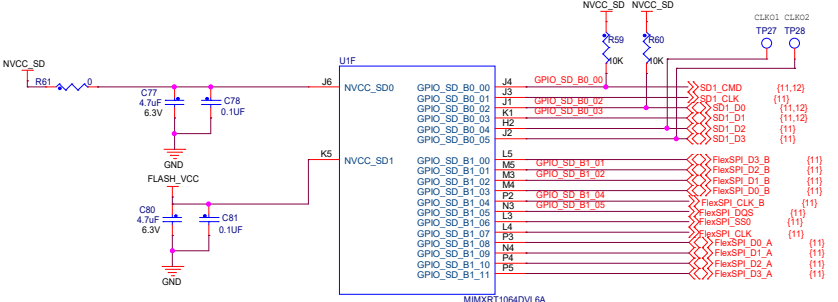 NVCC_SD NVCC_SD
CLKO1 CLKO2
TP27 TP28
R59 R60
10K 10K
NVCC_SD
R61 0
U1F
C77
4.7uF
6.3V
C78
0.1UF
GND
J6 NVCC_SD0
K5 NVCC_SD1
FLASH_VCC
C80
4.7uF
6.3V
C81
0.1UF
GND
GPIO_SD_B0_00 J4 GPIO_SD_B0_00 SD1_CMD {11,12}
GPIO_SD_B0_01 J3 SD1_CLK {11}
GPIO_SD_B0_02 J1 GPIO_SD_B0_02 SD1_D0 {11,12}
GPIO_SD_B0_03 K1 GPIO_SD_B0_03 SD1_D1 {11,12}
GPIO_SD_B0_04 H2 SD1_D2 {11}
GPIO_SD_B0_05 J2 SD1_D3 {11}
GPIO_SD_B1_00 L5 FlexSPI_D3_B {11}
GPIO_SD_B1_01 M5 GPIO_SD_B1_01 FlexSPI_D2_B {11}
GPIO_SD_B1_02 M3 GPIO_SD_B1_02 FlexSPI_D1_B {11}
GPIO_SD_B1_03 M4 FlexSPI_D0_B {11}
GPIO_SD_B1_04 P2 GPIO_SD_B1_04 FlexSPI_CLK_B {11}
GPIO_SD_B1_05 N3 GPIO_SD_B1_05 FlexSPI_DQS {11}
GPIO_SD_B1_06 L3 FlexSPI_SS0 {11}
GPIO_SD_B1_07 L4 FlexSPI_CLK {11}
GPIO_SD_B1_08 P3 FlexSPI_D0_A {11}
GPIO_SD_B1_09 N4 FlexSPI_D1_A {11}
GPIO_SD_B1_10 P4 FlexSPI_D2_A {11}
GPIO_SD_B1_11 P5 FlexSPI_D3_A {11}
MIMXRT1064DVL6A